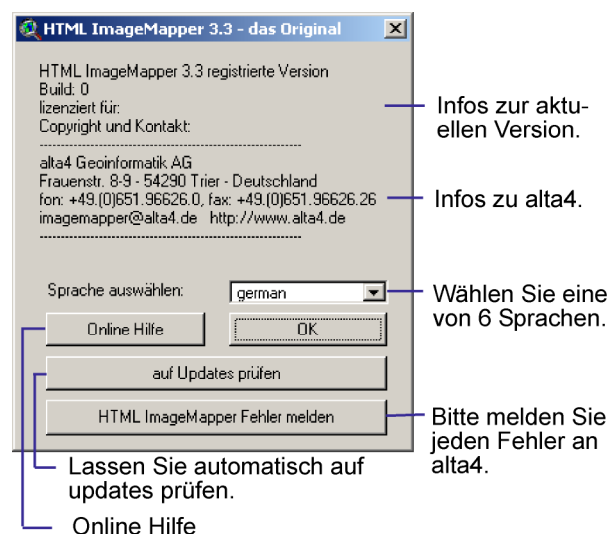 HTML ImageMapper 3.3 - das Original
HTML ImageMapper 3.3 registrierte Version
Build: 0
lizenziert für:
Copyright und Kontakt:
alta4 Geoinformatik AG
Frauenstr. 8-9 - 54290 Trier - Deutschland
fon: +49.(0)651.96626.0, fax: +49.(0)651.96626.26
imagemapper@alta4.de http://www.alta4.de
Sprache auswählen:
german
Online Hilfe
OK
auf Updates prüfen
HTML ImageMapper Fehler melden
Infos zur aktu-
ellen Version.
Infos zu alta4.
Wählen Sie eine
von 6 Sprachen.
Bitte melden Sie
jeden Fehler an
alta4.
Lassen Sie automatisch auf
updates prüfen.
Online Hilfe